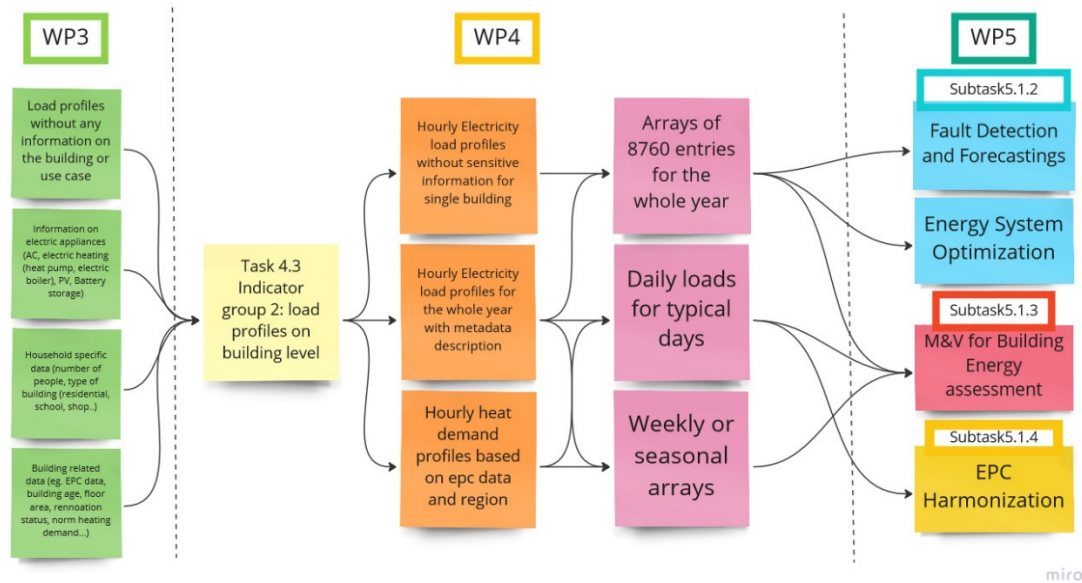 WP3
WP4
WP5
Load profiles
without any
information on
the building or
use case
Information on
electric appliances
(AC, electric heating
(heat pump, electric
boiler), PV, Battery
storage)
Household specific
data (number of
people, type of
building (residential,
school, shop..)
Building related
data (eg. EPC data,
building age, floor
area, rennoation
status, norm heating
demand...)
Task 4.3
Indicator
group 2: load
profiles on
building level
Hourly Electricity
load profiles
without sensitive
information for
single building
Hourly Electricity
load profiles for
the whole year
with metadata
description
Hourly heat
demand
profiles based
on epc data
and region
Arrays of
8760 entries
for the
whole year
Daily loads
for typical
days
Weekly or
seasonal
arrays
Subtask5.1.2
Fault Detection
and Forecastings
Energy System
Optimization
Subtask5.1.3
M&V for Building
Energy
assessment
Subtask5.1.4
EPC
Harmonization
miro